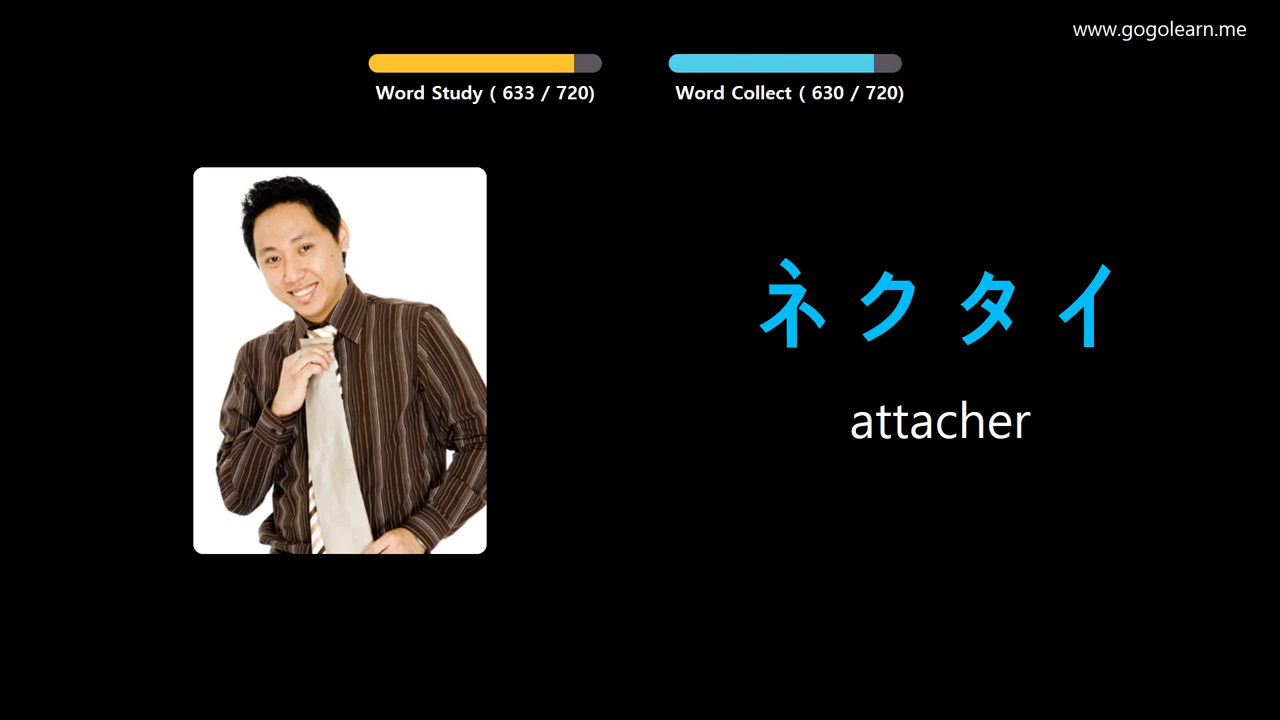 www.gogolearn.me
Word Study ( 633 / 720)
Word Collect ( 630 / 720)
ネクタイ
attacher